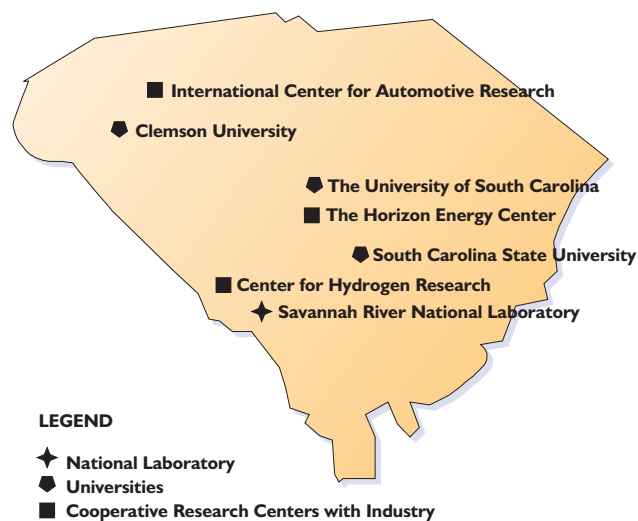 International Center for Automotive Research
Clemson University
The University of South Carolina
The Horizon Energy Center
South Carolina State University
Center for Hydrogen Research
Savannah River National Laboratory
LEGEND
National Laboratory
Universities
Cooperative Research Centers with Industry